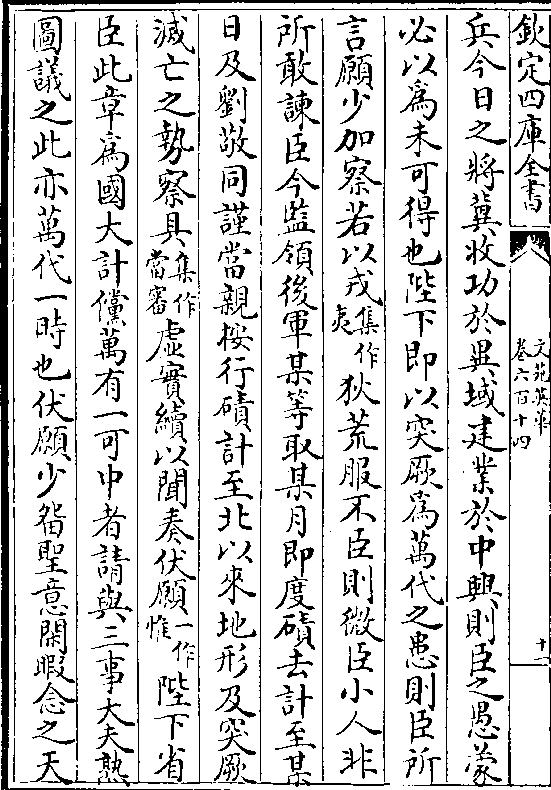 欽定四庫全書
文苑英華
卷六百十四
十一
兵今日之將冀收功於異域建業於中興則臣之愚蒙
必以為未可得也陛下即以突厥為萬代之患則臣所
言願少加察若以戎集作夷狄荒服不臣則微臣小人非
所敢諫臣今監領後軍某等取某月即度磧去計至某
日及劉敬同謹當親按行磧計至北以來地形及突厥
滅亡之勢察具集作當審虛實續以聞奏伏願一作惟陛下省
臣此章為國大計儻萬有一可中者請與三事大夫熟
圖議之此亦萬代一時也伏願少留聖意閑暇念之天